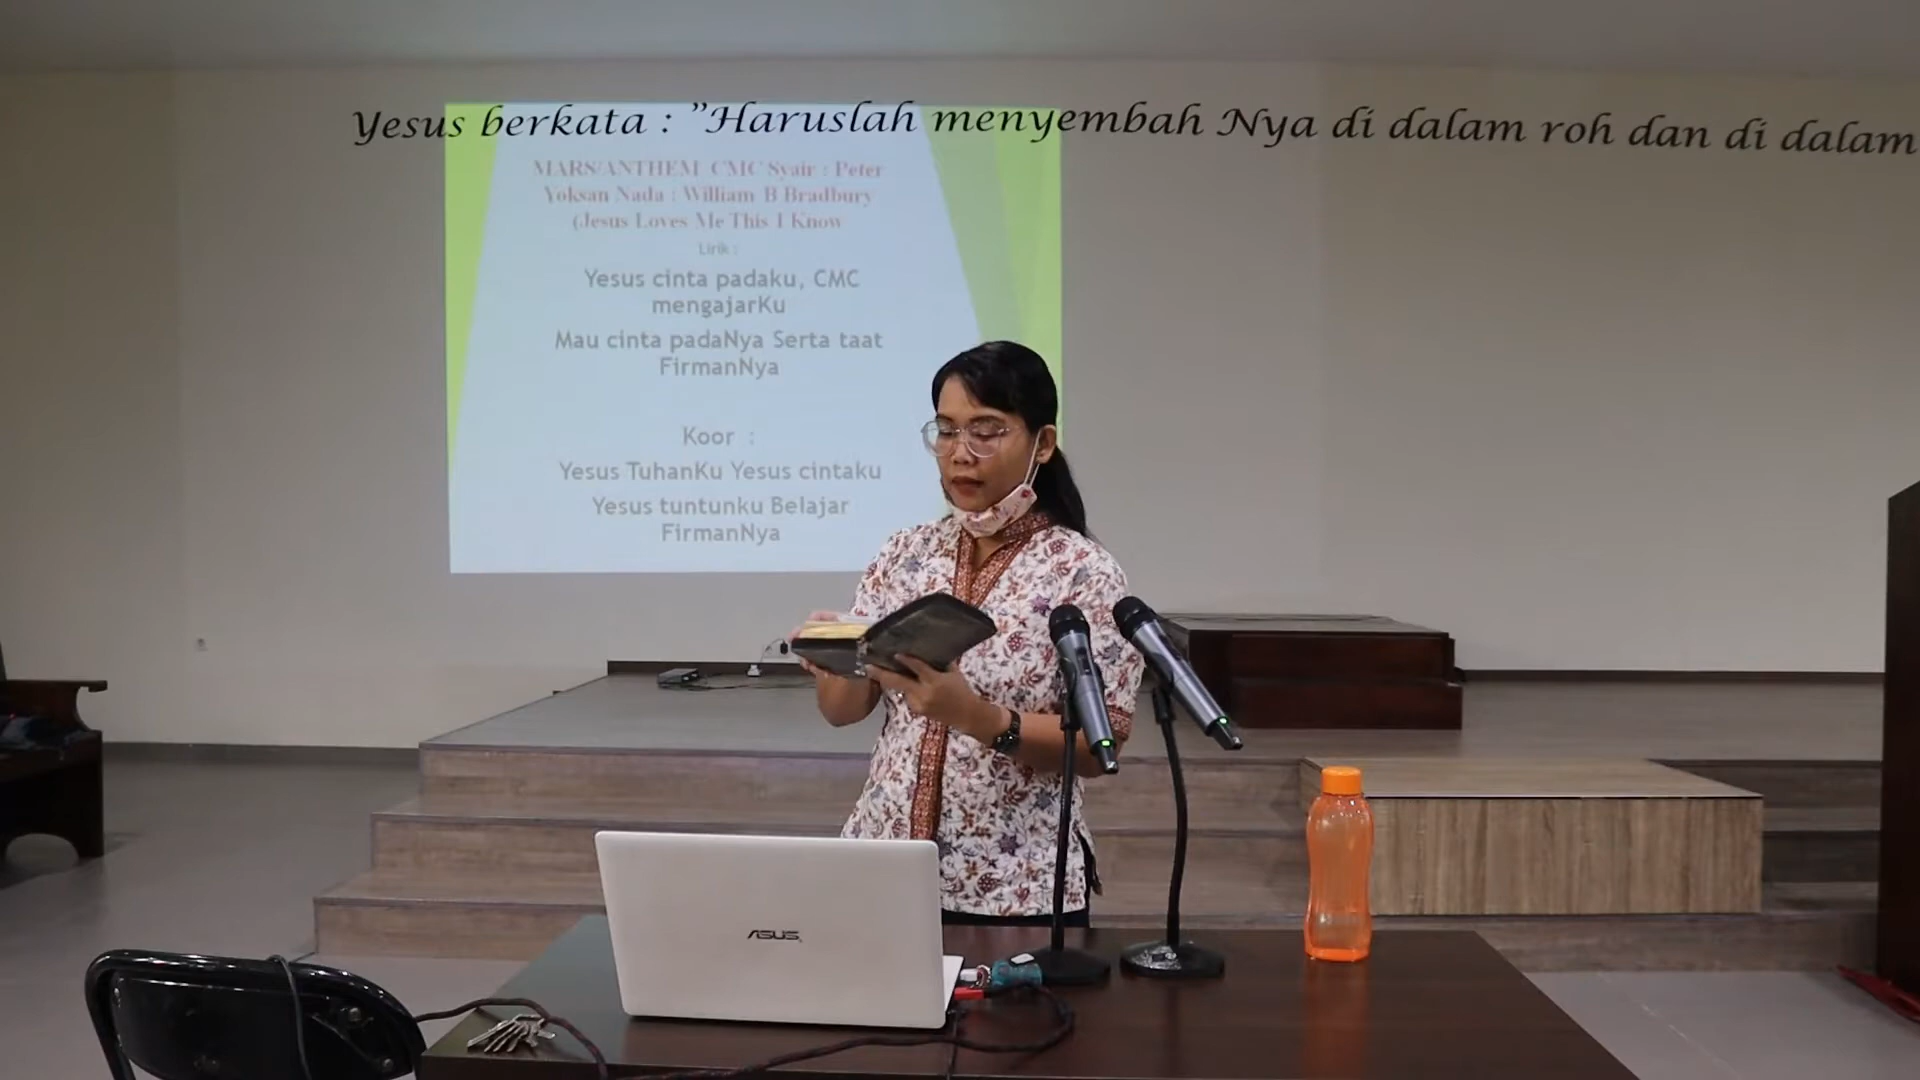 Yesus berkata : "Haruslah menyembah Nya di dalam roh dan di dalam
MARS/ANTHEM CMC Syair : Peter
Yoksan Nada : William B Bradbury
(Jesus Loves Me This I Know
Lirik :
Yesus cinta padaku, CMC
mengajarKu
Mau cinta padaNya Serta taat
FirmanNya
Koor :
Yesus TuhanKu Yesus cintaku
Yesus tuntunku Belajar
FirmanNya
ASUS